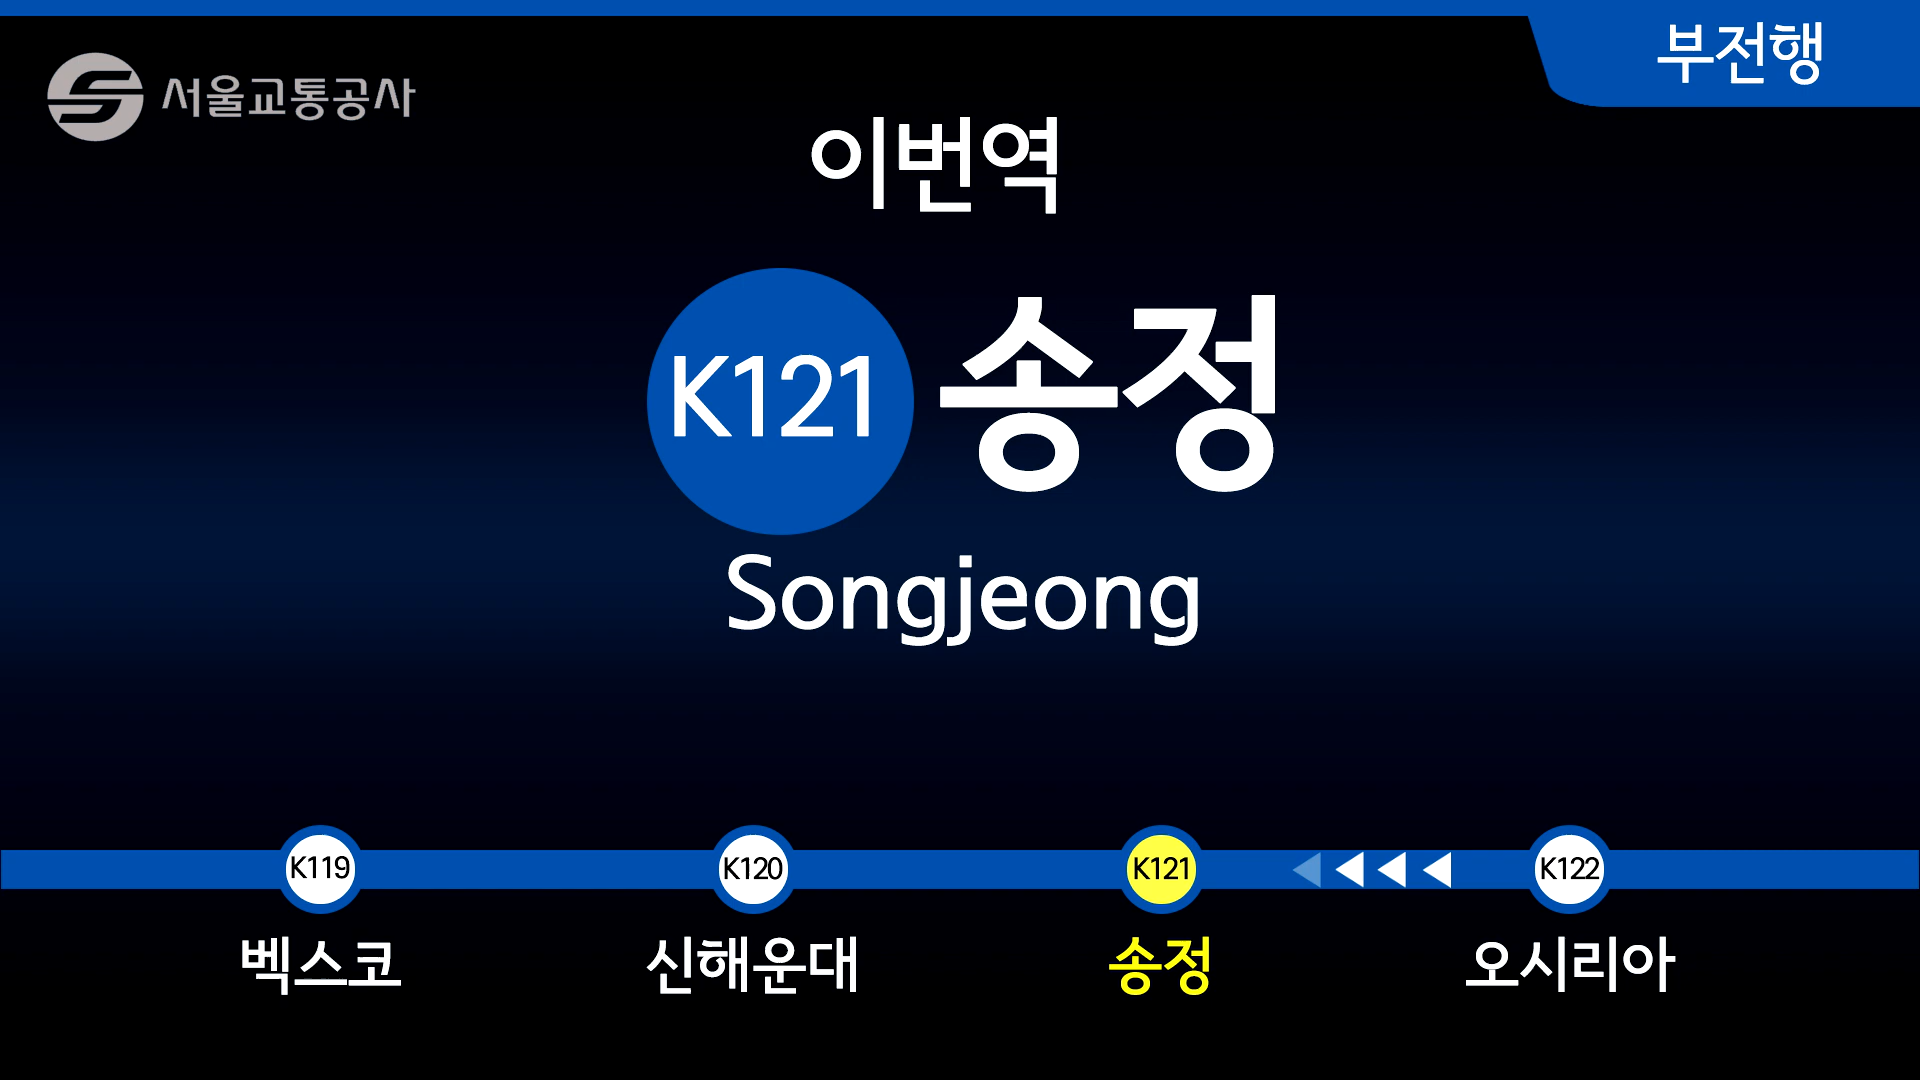 부전행
서울교통공사
이번역
K121 송정
Songjeong
K119 K120 K121 K122
벡스코 신해운대 송정 오시리아